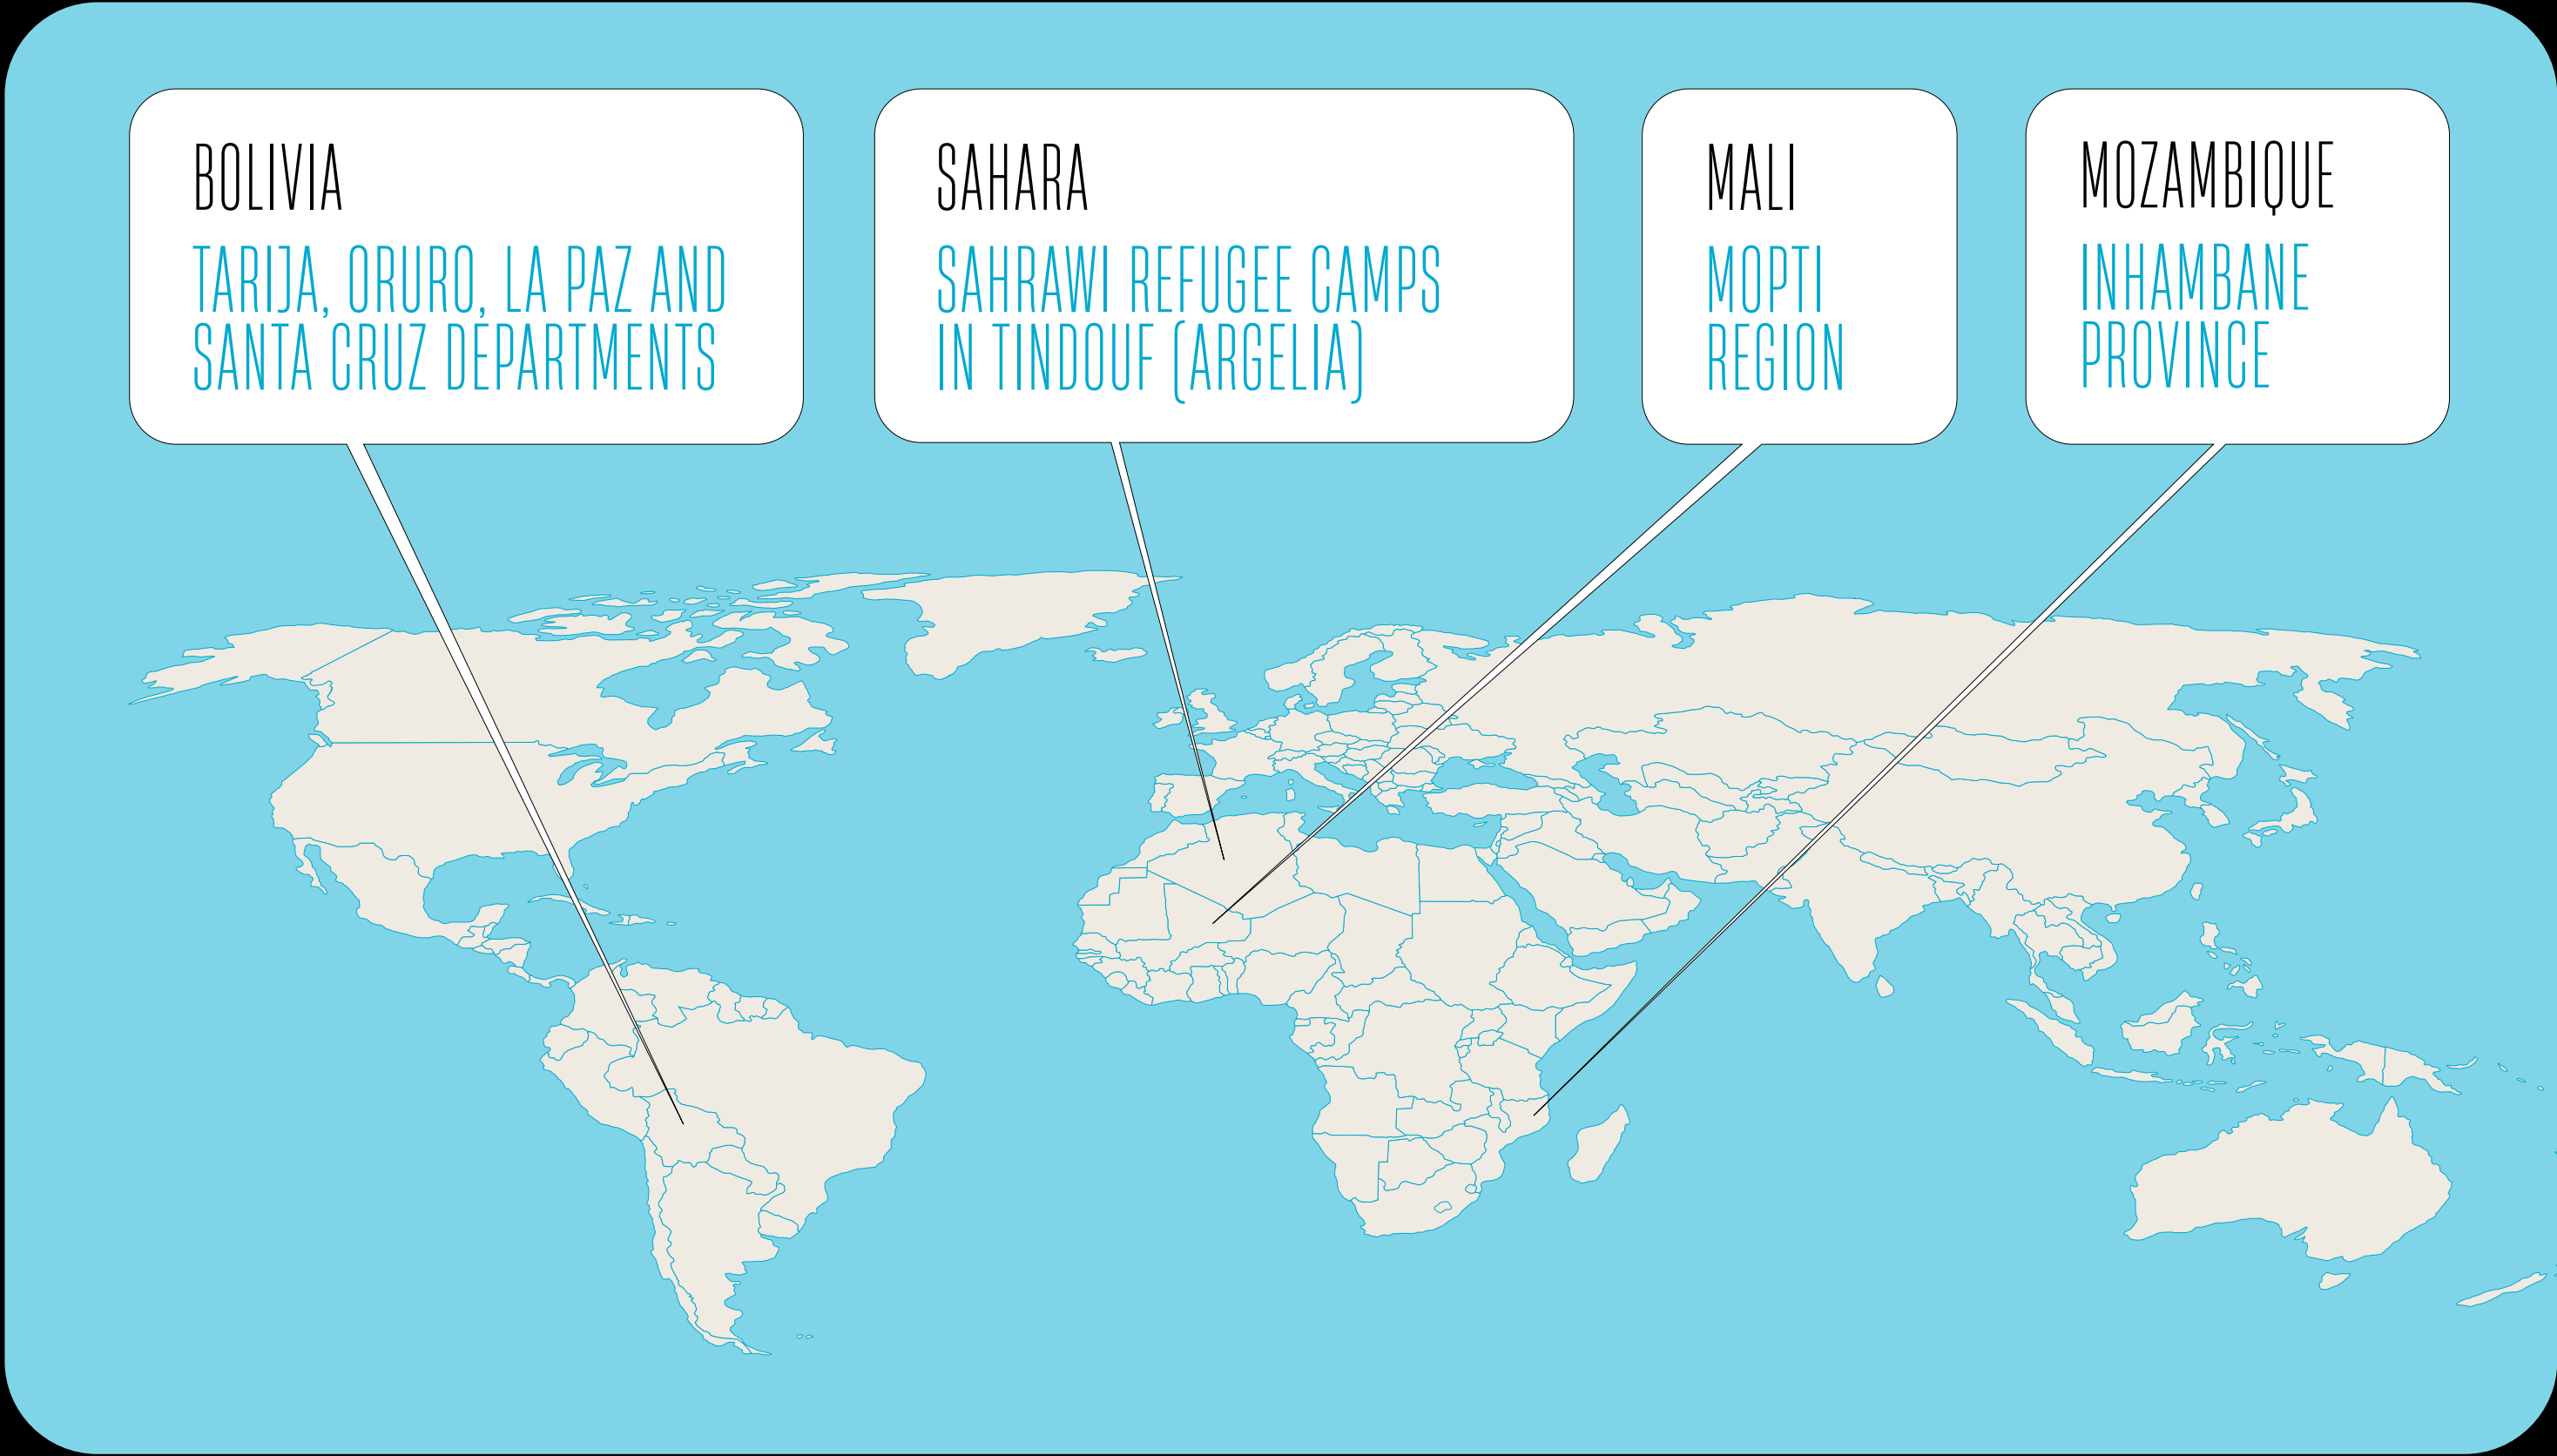 BOLIVIA
TARIJA, ORURO, LA PAZ AND
SANTA CRUZ DEPARTMENTS
SAHARA
SAHRAWI REFUGEE CAMPS
IN TINDOUF (ARGELIA)
MALI
MOPTI
REGION
MOZAMBIQUE
INHAMBANE
PROVINCE